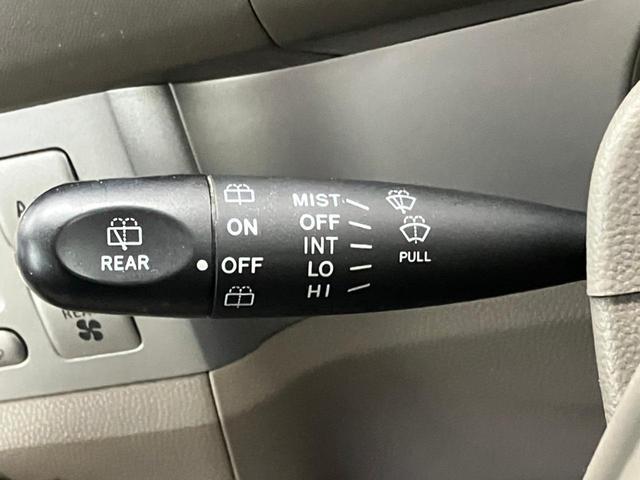 REAR
ON
OFF
MIST
OFF
INT
LO
HI
PULL